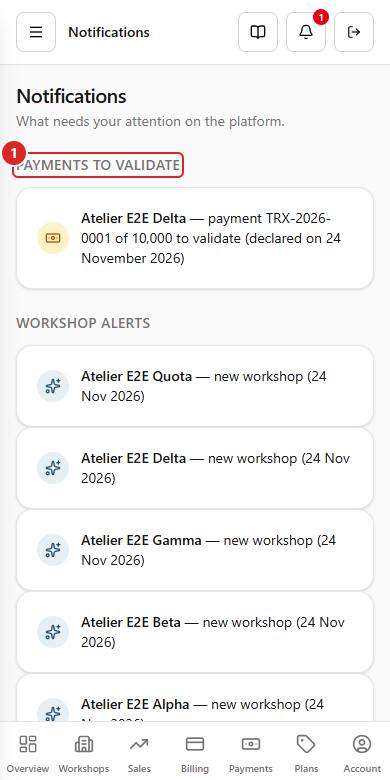 Notifications
1
Notifications
What needs your attention on the platform.
1
PAYMENTS TO VALIDATE
Atelier E2E Delta — payment TRX-2026-
0001 of 10,000 to validate (declared on 24
November 2026)
WORKSHOP ALERTS
Atelier E2E Quota — new workshop (24
Nov 2026)
Atelier E2E Delta — new workshop (24 Nov
2026)
Atelier E2E Gamma — new workshop (24
Nov 2026)
Atelier E2E Beta — new workshop (24 Nov
2026)
Atelier E2E Alpha — new workshop (24
Nov 2026)
Overview Workshops Sales Billing Payments Plans Account